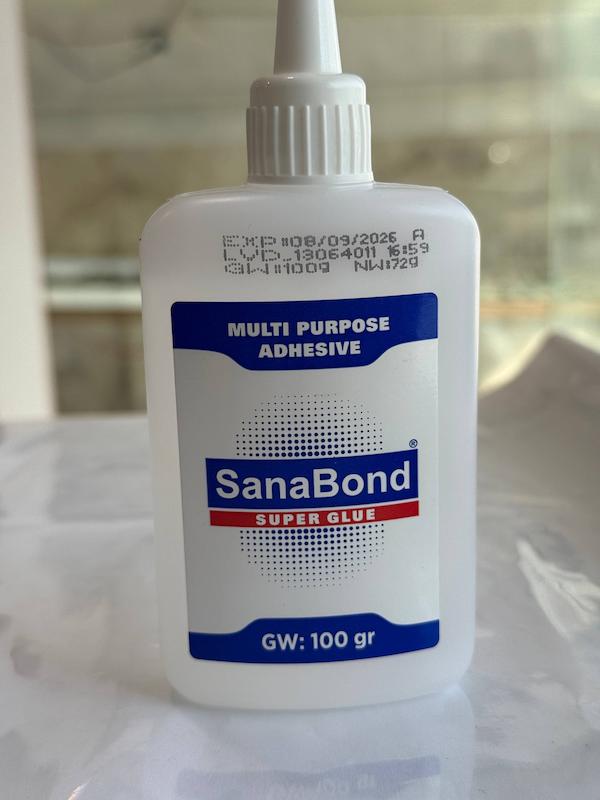 EXP:08/09/2026 A
LVD_13064011 16:59
GW:100g NW:72g
MULTI PURPOSE
ADHESIVE
SanaBond®
SUPER GLUE
GW: 100 gr